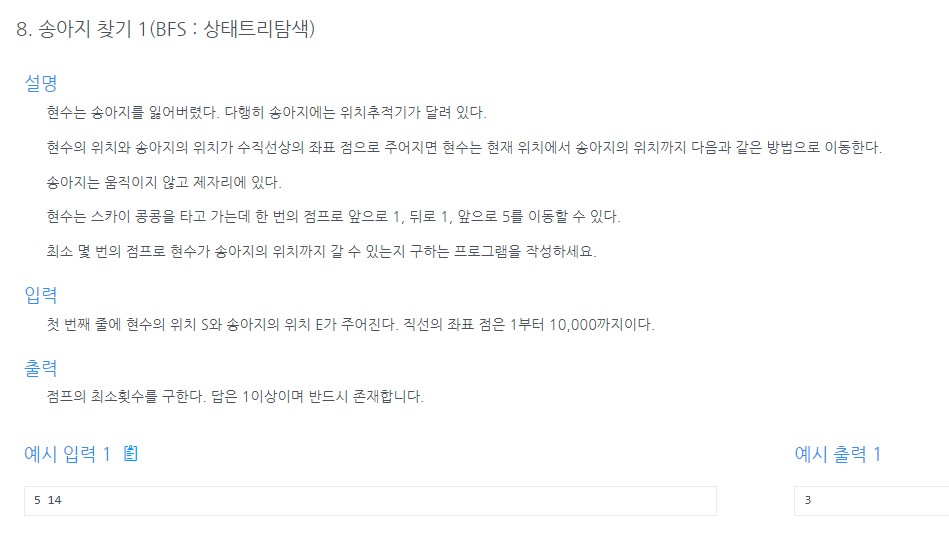 8. 송아지 찾기 1(BFS : 상태트리탐색)
설명
현수는 송아지를 잃어버렸다. 다행히 송아지에는 위치추적기가 달려 있다.
현수의 위치와 송아지의 위치가 수직선상의 좌표 점으로 주어지면 현수는 현재 위치에서 송아지의 위치까지 다음과 같은 방법으로 이동한다.
송아지는 움직이지 않고 제자리에 있다.
현수는 스카이 콩콩을 타고 가는데 한 번의 점프로 앞으로 1, 뒤로 1, 앞으로 5를 이동할 수 있다.
최소 몇 번의 점프로 현수가 송아지의 위치까지 갈 수 있는지 구하는 프로그램을 작성하세요.
입력
첫 번째 줄에 현수의 위치 S와 송아지의 위치 E가 주어진다. 직선의 좌표 점은 1부터 10,000까지이다.
출력
점프의 최소횟수를 구한다. 답은 1이상이며 반드시 존재합니다.
예시 입력 1
예시 출력 1
5 14
3